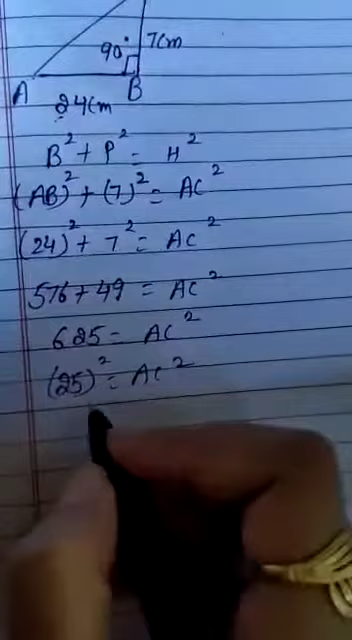 90° 7cm
A B
24cm
B² + P² = H²
(AB)² + (7)² = AC²
(24)² + 7² = AC²
576 + 49 = AC²
625 = AC²
(25)² = AC²